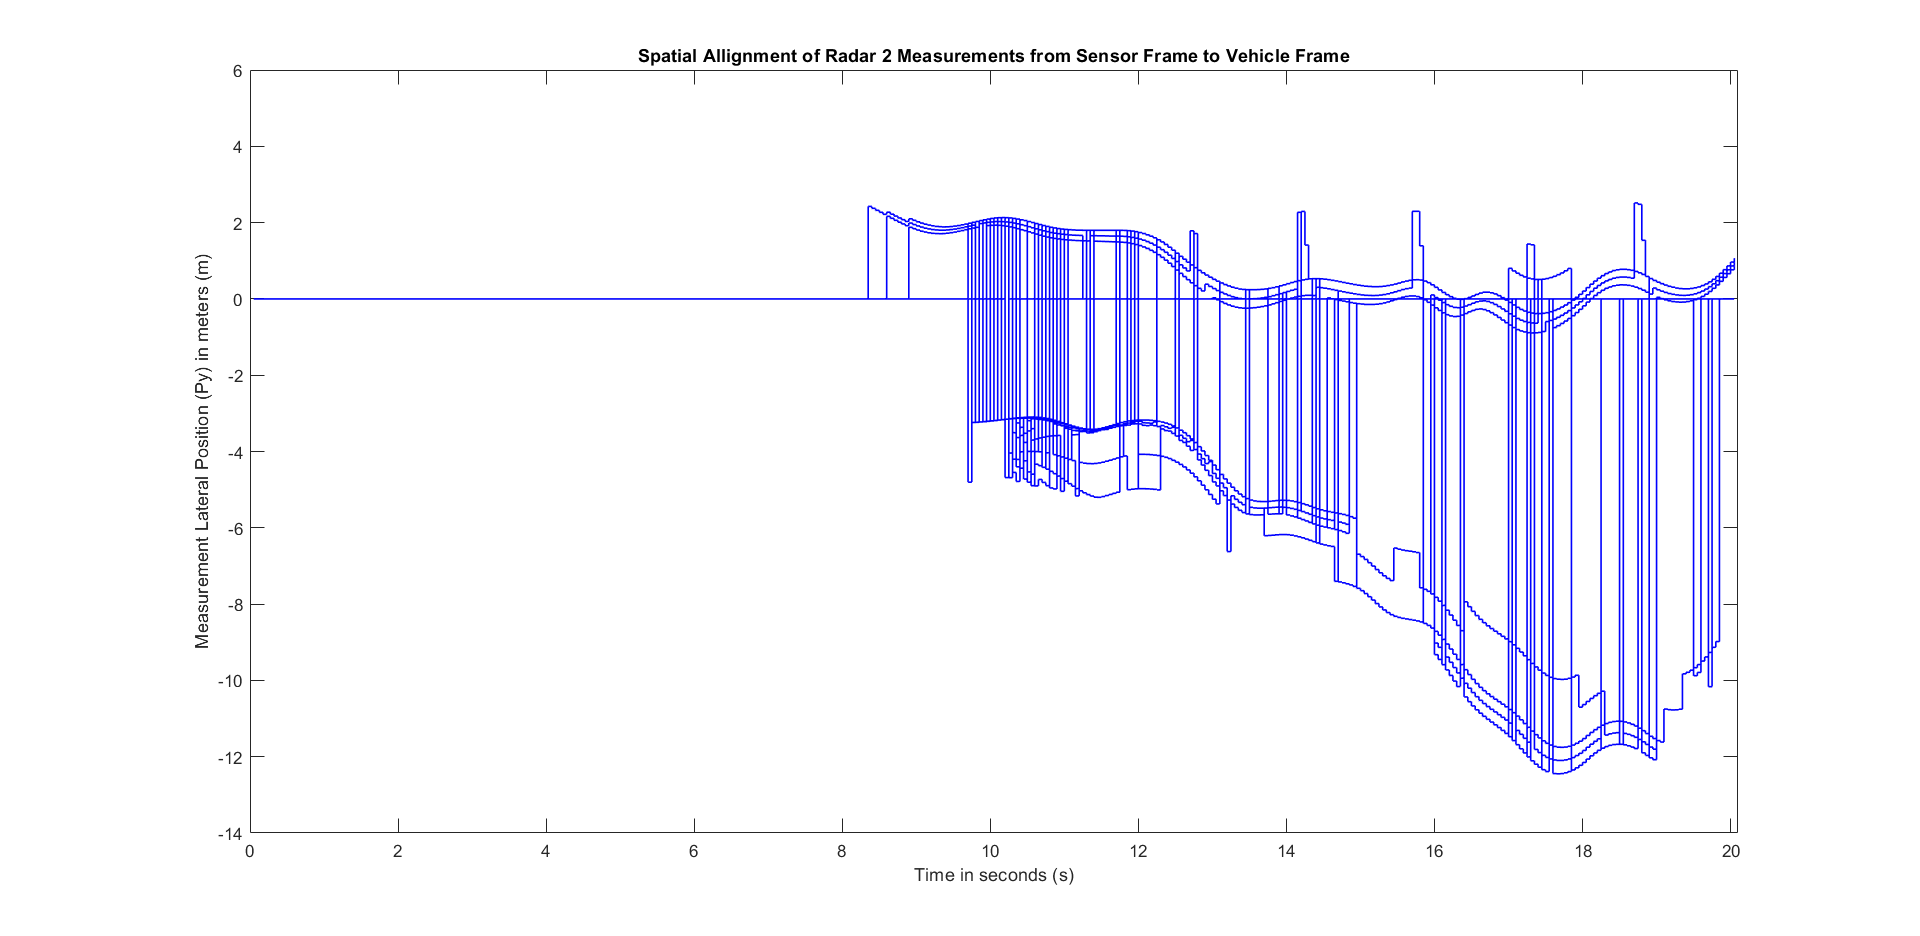 Spatial Allignment of Radar 2 Measurements from Sensor Frame to Vehicle Frame
6
4
2
0
-2
-4
-6
-8
-10
-12
-14
Measurement Lateral Position (Py) in meters (m)
0 2 4 6 8 10 12 14 16 18 20
Time in seconds (s)